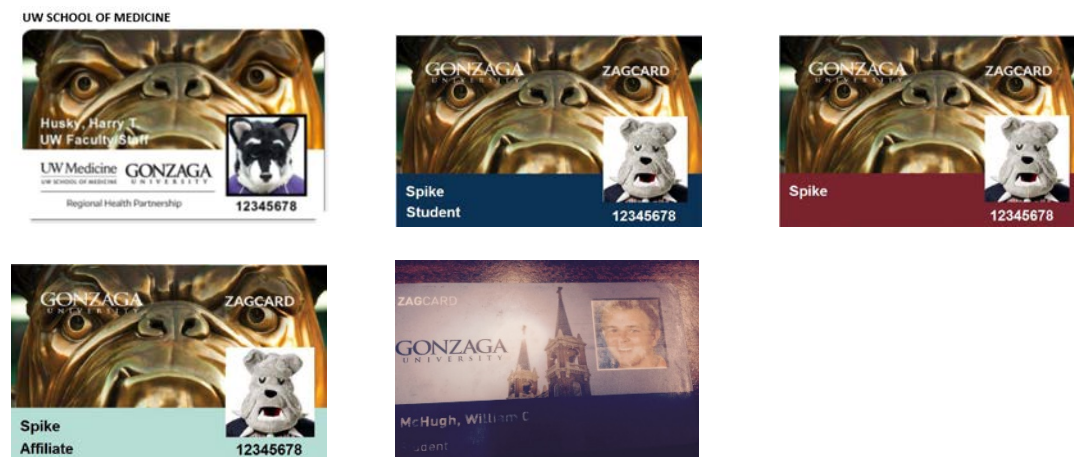 UW SCHOOL OF MEDICINE
Husky, Harry T.
UW Faculty/Staff
UW Medicine
UW SCHOOL OF MEDICINE
GONZAGA
UNIVERSITY
Regional Health Partnership
12345678
GONZAGA
UNIVERSITY
ZAGCARD
Spike
Student
12345678
GONZAGA
UNIVERSITY
ZAGCARD
Spike
12345678
GONZAGA
UNIVERSITY
ZAGCARD
Spike
Affiliate
12345678
ZAGCARD
GONZAGA
UNIVERSITY
McHugh, William